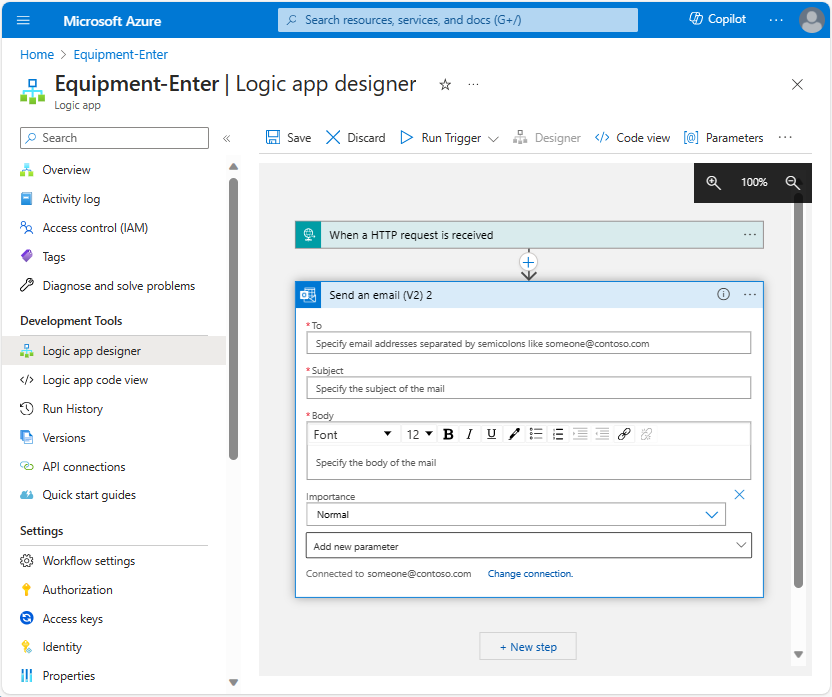 Microsoft Azure
Search resources, services, and docs (G+/)
Copilot
Home > Equipment-Enter
Equipment-Enter | Logic app designer
Logic app
Search
Overview
Activity log
Access control (IAM)
Tags
Diagnose and solve problems
Development Tools
Logic app designer
Logic app code view
Run History
Versions
API connections
Quick start guides
Settings
Workflow settings
Authorization
Access keys
Identity
Properties
Save Discard Run Trigger Designer Code view Parameters
100%
When a HTTP request is received
Send an email (V2) 2
* To
Specify email addresses separated by semicolons like someone@contoso.com
* Subject
Specify the subject of the mail
* Body
Font 12 B I U
Specify the body of the mail
Importance
Normal
Add new parameter
Connected to someone@contoso.com Change connection.
+ New step